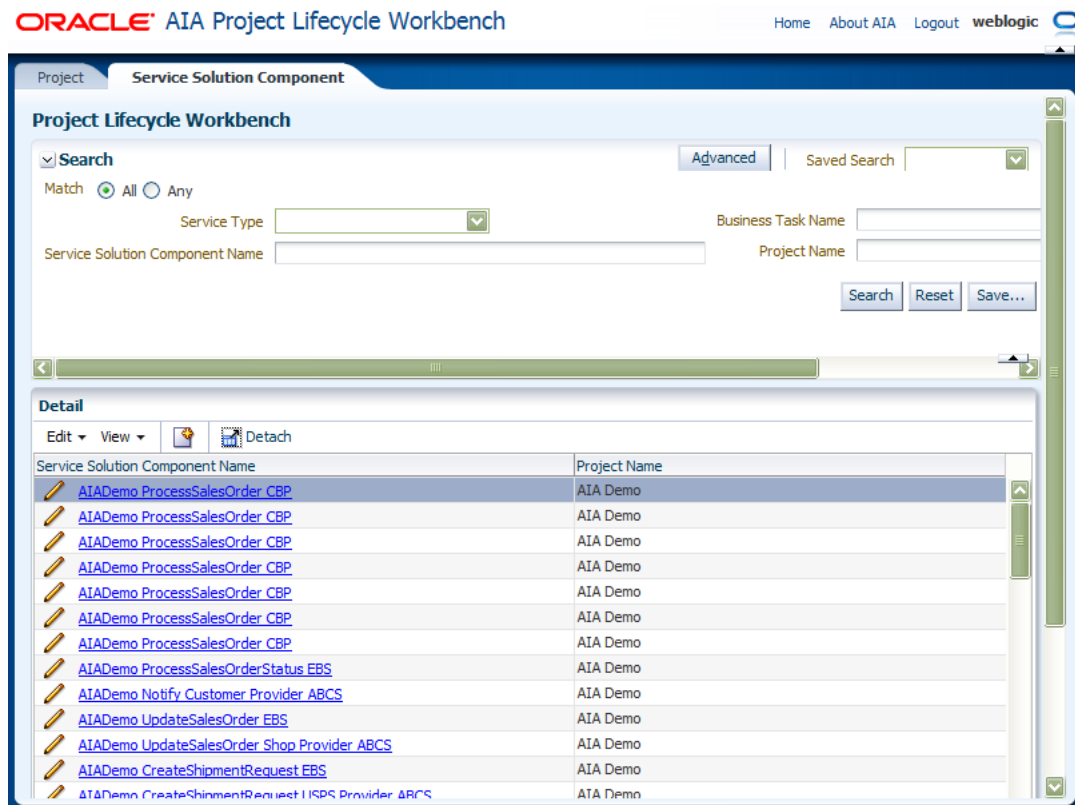 ORACLE AIA Project Lifecycle Workbench Home About AIA Logout weblogic
Project Service Solution Component
Project Lifecycle Workbench
Search Advanced Saved Search
Match All Any
Service Type Business Task Name
Service Solution Component Name Project Name
Search Reset Save...
Detail
Edit View Detach
Service Solution Component Name Project Name
AIADemo ProcessSalesOrder CBP AIA Demo
AIADemo ProcessSalesOrder CBP AIA Demo
AIADemo ProcessSalesOrder CBP AIA Demo
AIADemo ProcessSalesOrder CBP AIA Demo
AIADemo ProcessSalesOrder CBP AIA Demo
AIADemo ProcessSalesOrder CBP AIA Demo
AIADemo ProcessSalesOrder CBP AIA Demo
AIADemo ProcessSalesOrderStatus EBS AIA Demo
AIADemo Notify Customer Provider ABCS AIA Demo
AIADemo UpdateSalesOrder EBS AIA Demo
AIADemo UpdateSalesOrder Shop Provider ABCS AIA Demo
AIADemo CreateShipmentRequest EBS AIA Demo
AIADemo CreateShipmentRequest USPS Provider ABCS AIA Demo